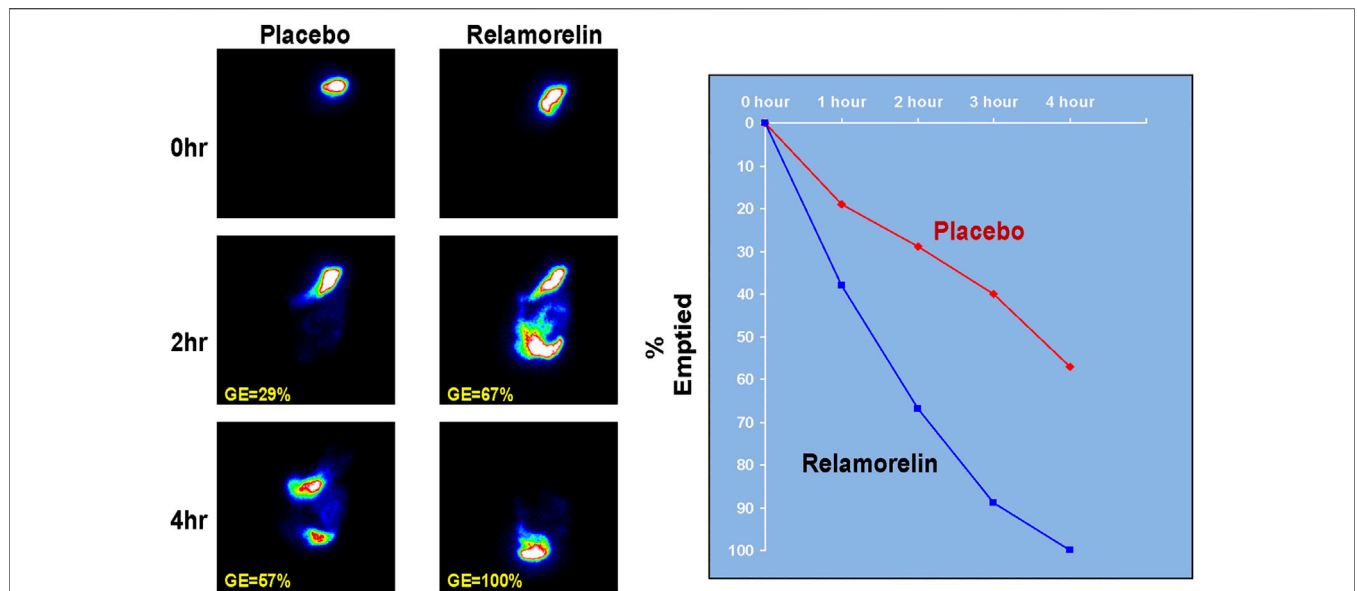 Placebo
Relamorelin
0hr
2hr
GE=29%
GE=67%
4hr
GE=57%
GE=100%
0 hour 1 hour 2 hour 3 hour 4 hour
0
10
20
30
40
50
60
70
80
90
100
% Emptied
Placebo
Relamorelin